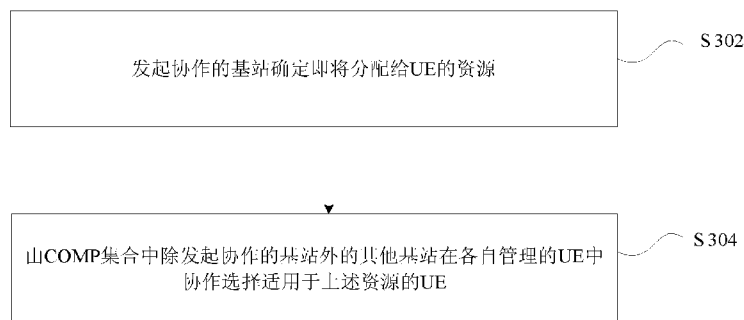 发起协作的基站确定即将分配给UE的资源
S302
由COMP集合中除发起协作的基站外的其他基站在各自管理的UE中
协作选择适用于上述资源的UE
S304